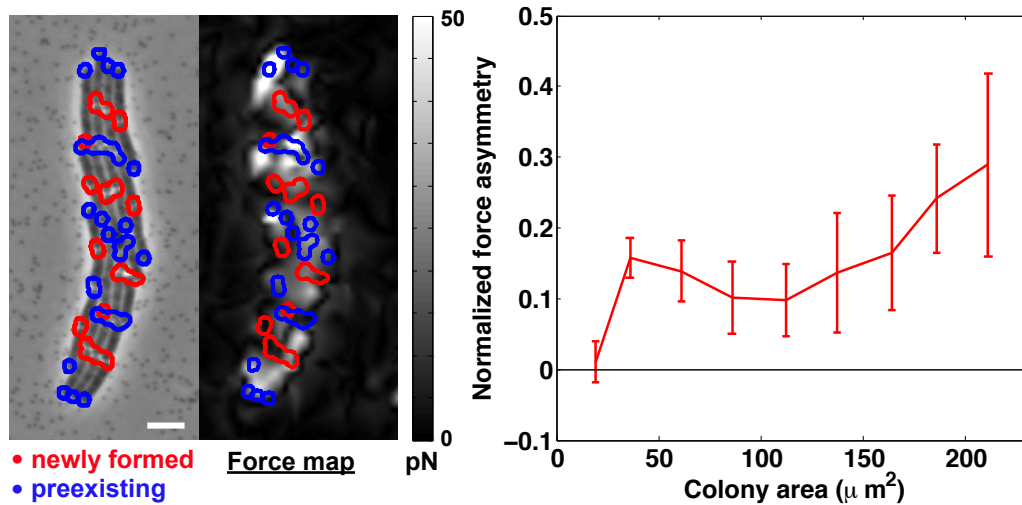 50
0
pN
• newly formed
• preexisting
Force map
Normalized force asymmetry
0.5
0.4
0.3
0.2
0.1
0
−0.1
0
50
100
150
200
Colony area (μ m²)